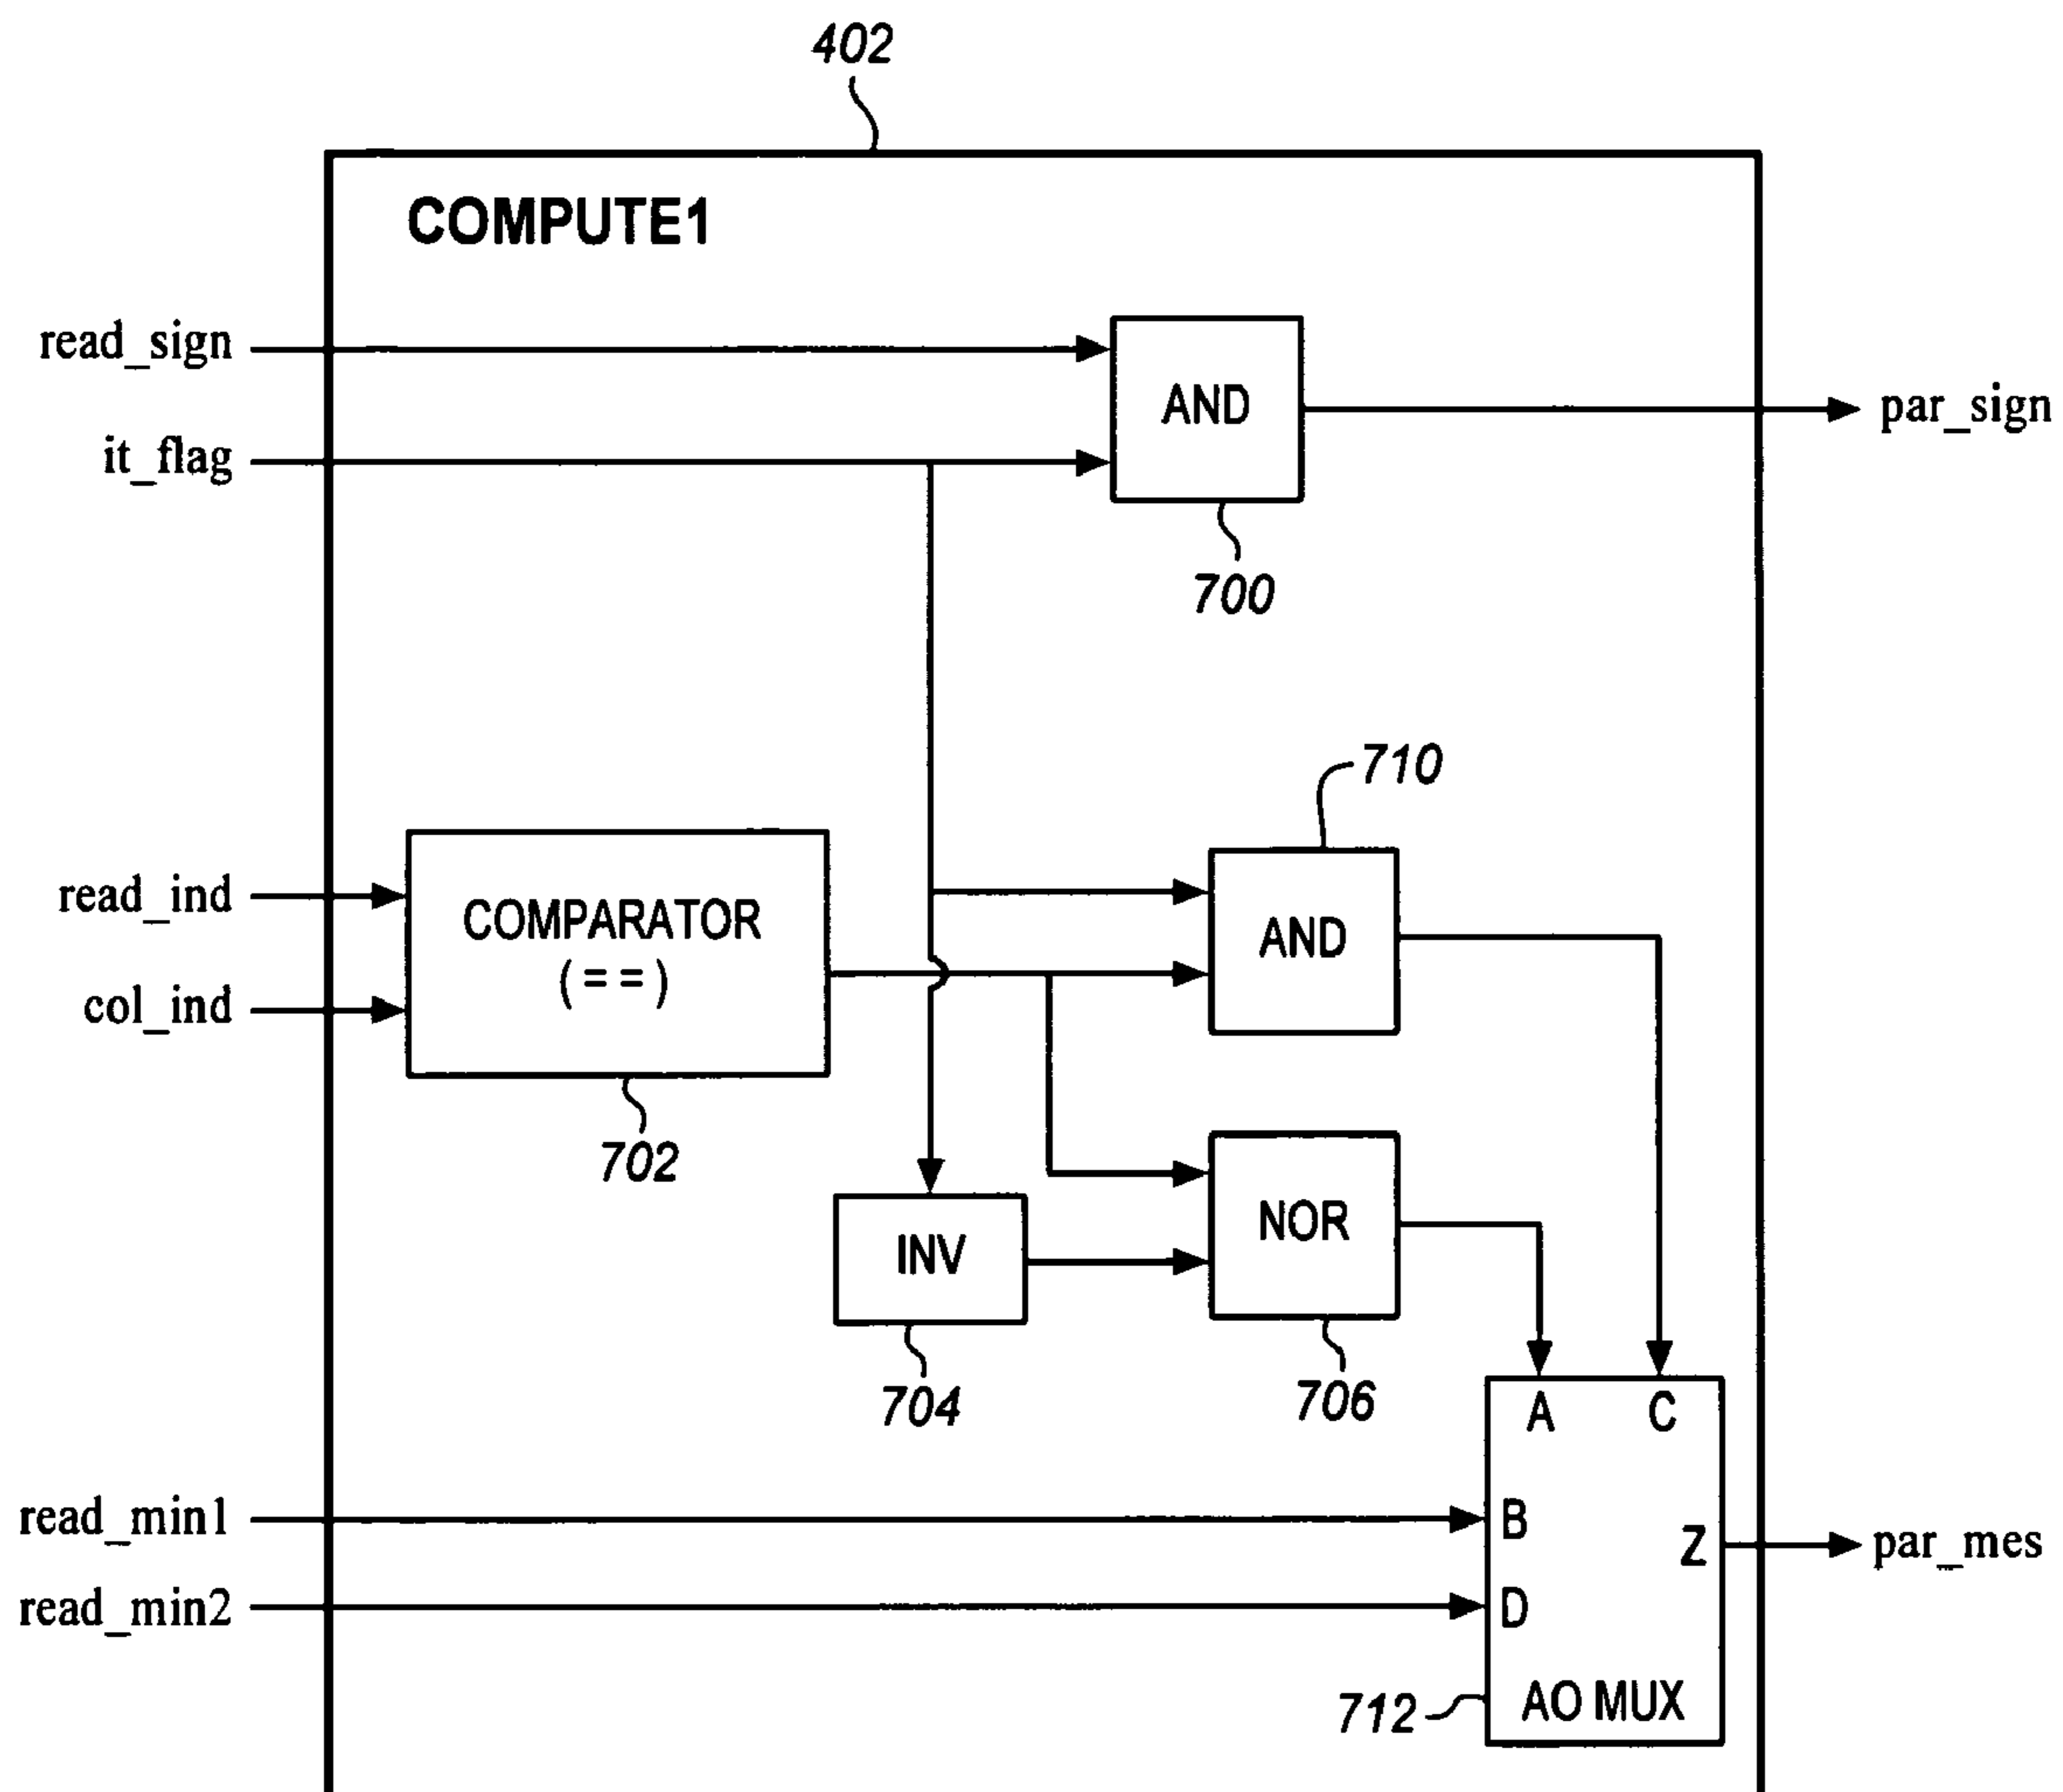 402
COMPUTE1
read_sign
it_flag
AND
par_sign
700
710
read_ind
col_ind
COMPARATOR
(==)
AND
702
INV
NOR
704
706
A C
read_min1
B
read_min2
D
Z
par_mes
712
AO MUX